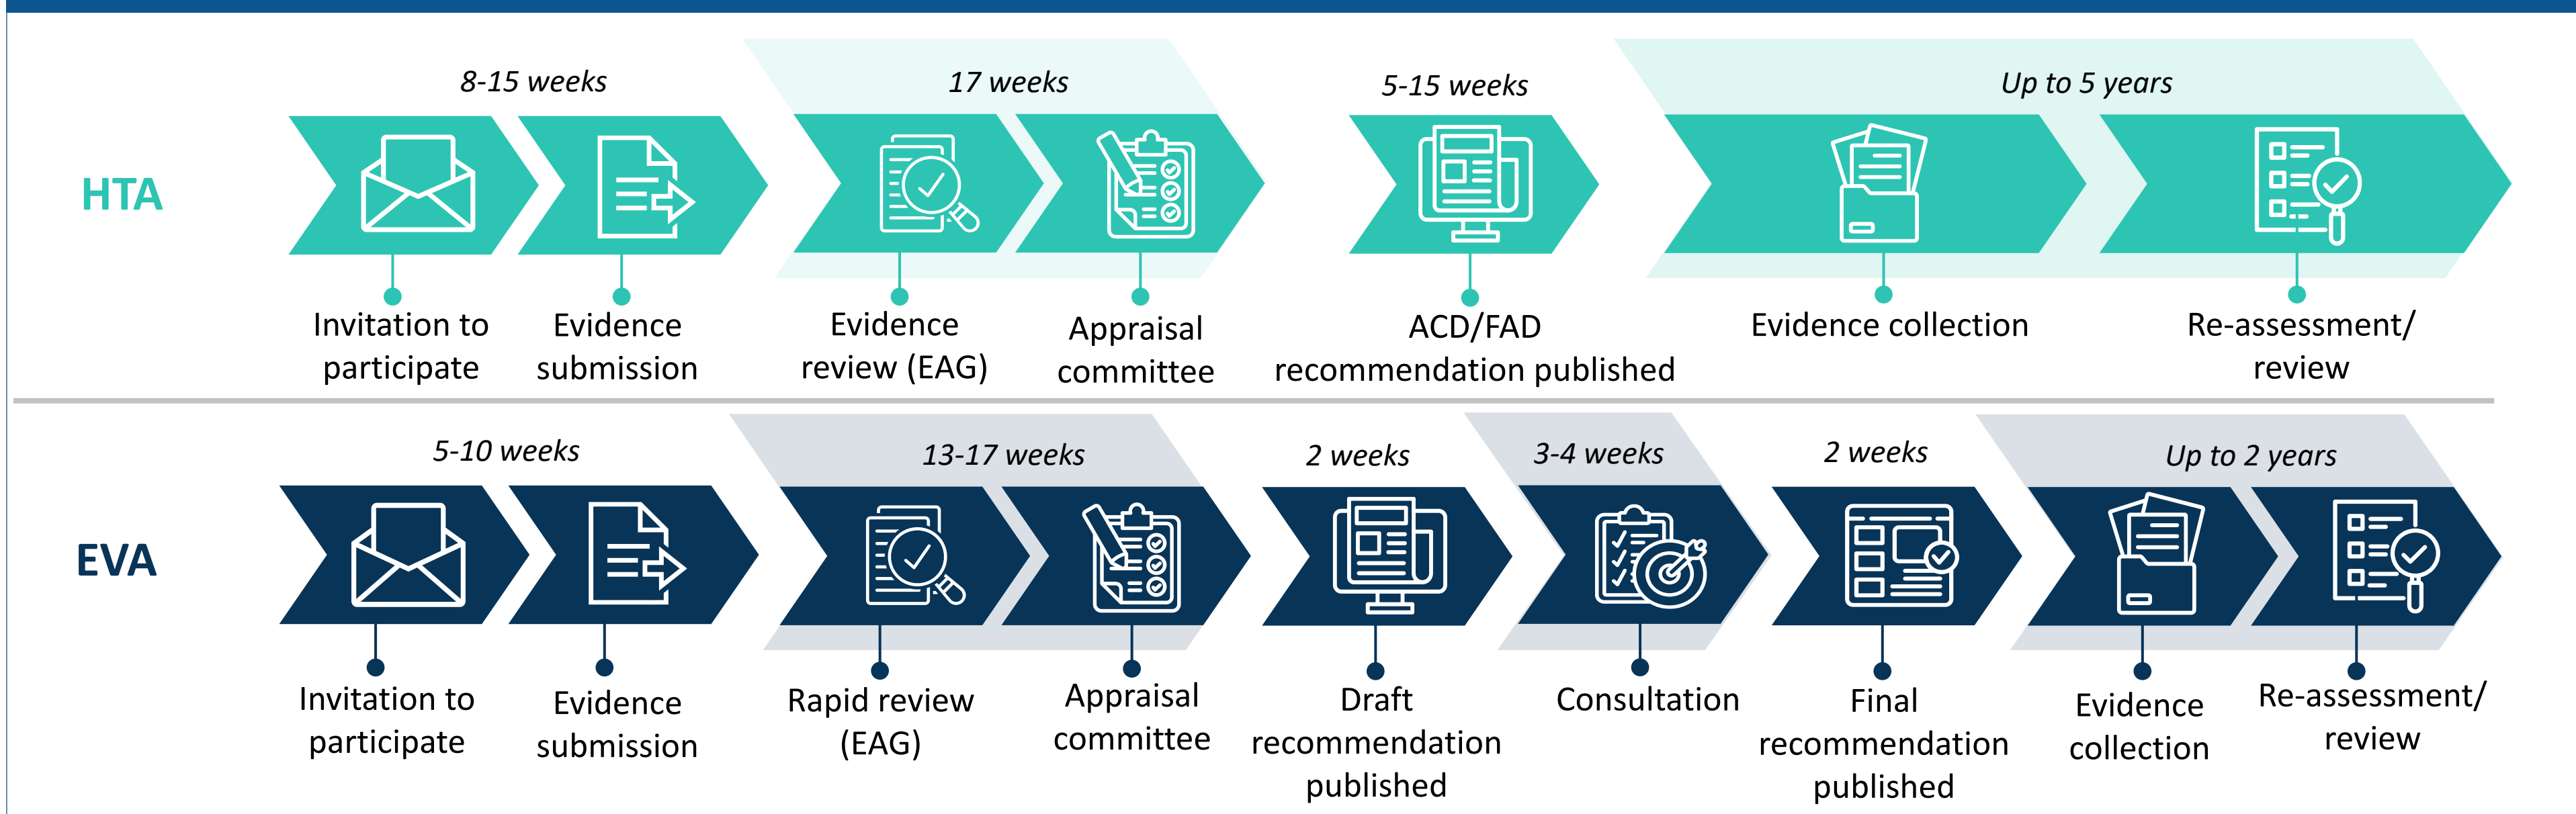 8-15 weeks
17 weeks
5-15 weeks
Up to 5 years
HTA
Invitation to
participate
Evidence
submission
Evidence
review (EAG)
Appraisal
committee
ACD/FAD
recommendation published
Evidence collection
Re-assessment/
review
5-10 weeks
13-17 weeks
2 weeks
3-4 weeks
2 weeks
Up to 2 years
EVA
Invitation to
participate
Evidence
submission
Rapid review
(EAG)
Appraisal
committee
Draft
recommendation
published
Consultation
Final
recommendation
published
Evidence
collection
Re-assessment/
review